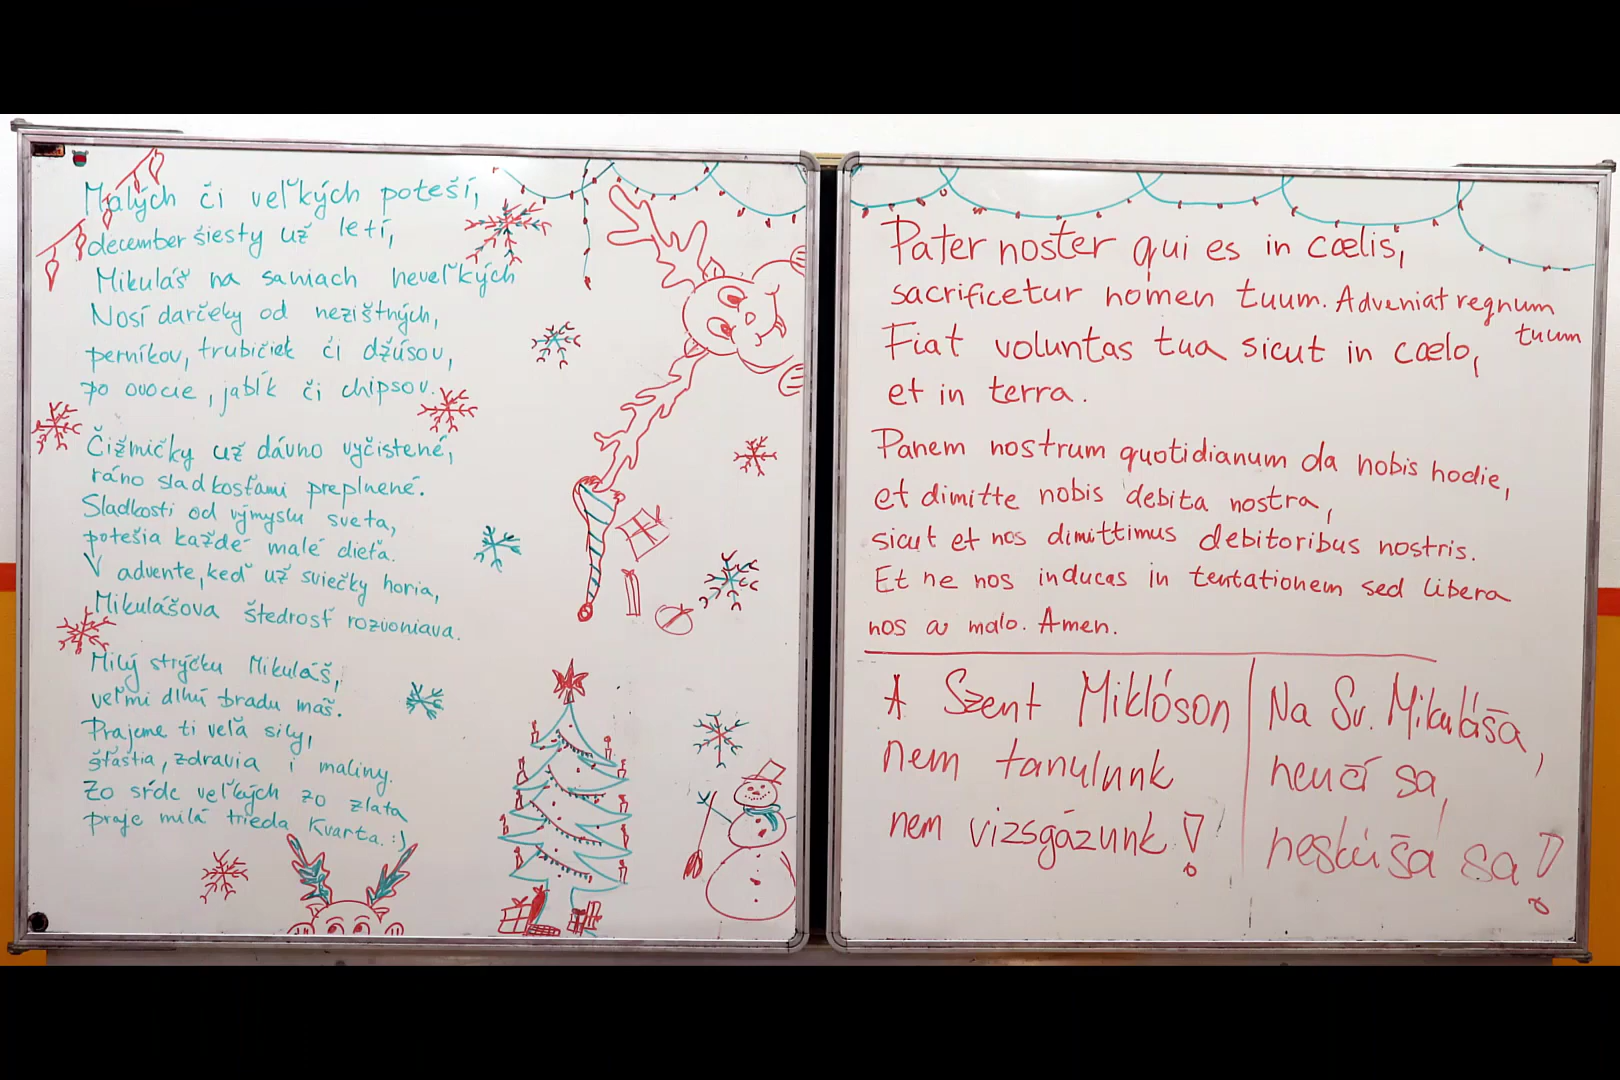 Malých či veľkých poteší,
december šiesty už letí,
Mikuláš na saniach neveľkých
Nosí darčeky od nezištných,
perníkov, trubičiek či džúsov,
po ovocie, jabĺk či chipsov.
Čižmičky už dávno vyčistené,
ráno sladkosťami preplnené.
Sladkosti od výmyslu sveta,
potešia každé malé dieťa.
V advente, keď už sviečky horia,
Mikulášova štedrosť rozvoniava.
Milý strýčku Mikuláš,
veľmi dlhú bradu máš.
Prajeme ti veľa sily,
šťastia, zdravia i maliny.
Zo sŕdc veľkých zo zlata
praje milá trieda Kvarta. :)
Pater noster qui es in cælis,
sacrificetur nomen tuum. Adveniat regnum
tuum
Fiat voluntas tua sicut in cælo,
et in terra.
Panem nostrum quotidianum da nobis hodie,
et dimitte nobis debita nostra,
sicut et nos dimittimus debitoribus nostris.
Et ne nos inducas in tentationem sed libera
nos a malo. Amen.
A Szent Miklóson
nem tanulunk
nem vizsgázunk!
Na Sv. Mikuláša,
neučí sa,
neskúša sa!